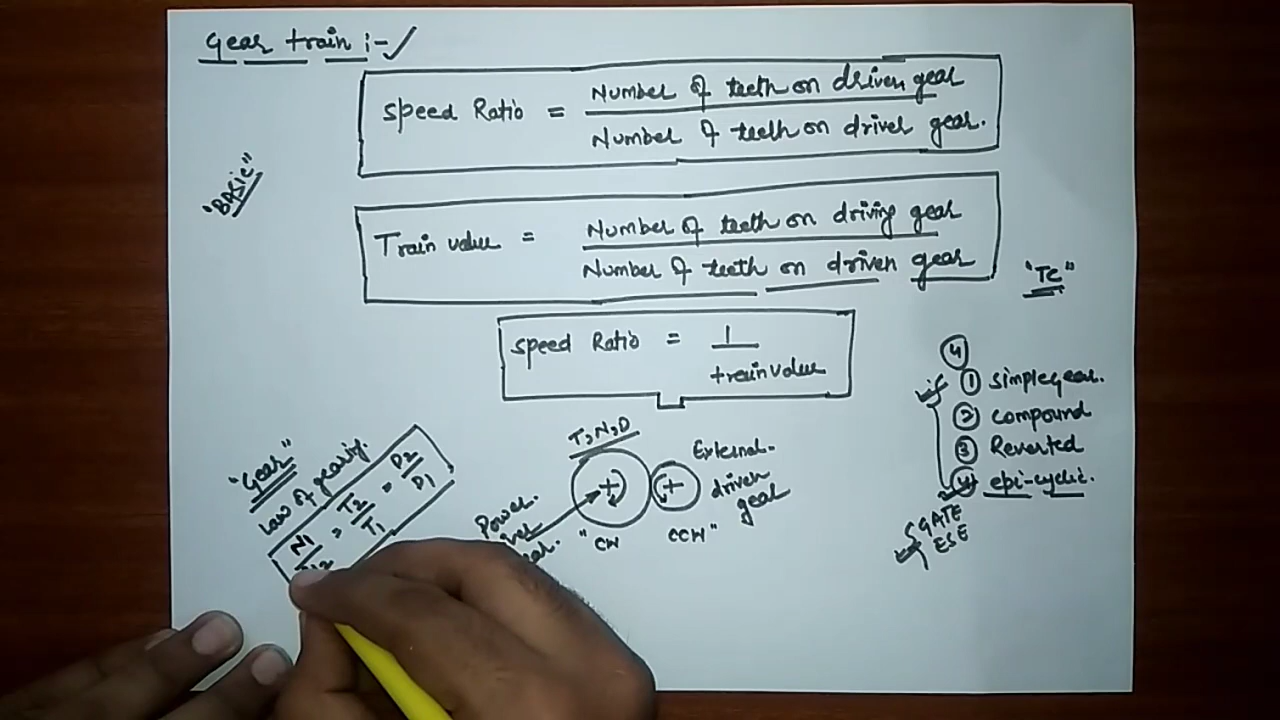 Gear train :-
Speed Ratio = Number of teeth on driven gear
Number of teeth on driver gear.
"BASIC"
Train value = Number of teeth on driving gear
Number of teeth on driven gear
"TC"
Speed Ratio = 1
train value
4
1 simple gear.
2 compound
3 Reverted
4 epi-cyclic.
GATE
ESE
T, N, D
External-
driven
gear
Power.
"CW
CCW"
"Gear"
Law of gearing.
N1 = T2 = D2
T1 D1